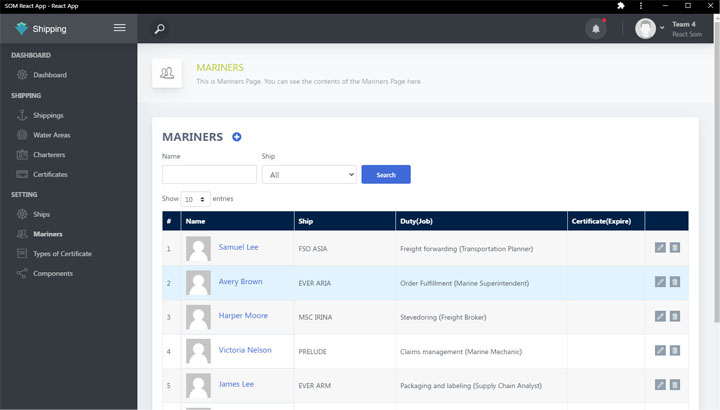 SOM React App - React App
Shipping
Team 4
React Som
DASHBOARD
Dashboard
SHIPPING
Shippings
Water Areas
Charterers
Certificates
SETTING
Ships
Mariners
Types of Certificate
Components
MARINERS
This is Mariners Page. You can see the contents of the Mariners Page here.
MARINERS
Name Ship
All Search
Show 10 entries
# Name Ship Duty(Job) Certificate(Expire)
1 Samuel Lee FSO ASIA Freight forwarding (Transportation Planner)
2 Avery Brown EVER ARIA Order Fulfillment (Marine Superintendent)
3 Harper Moore MSC IRINA Stevedoring (Freight Broker)
4 Victoria Nelson PRELUDE Claims management (Marine Mechanic)
5 James Lee EVER ARM Packaging and labeling (Supply Chain Analyst)